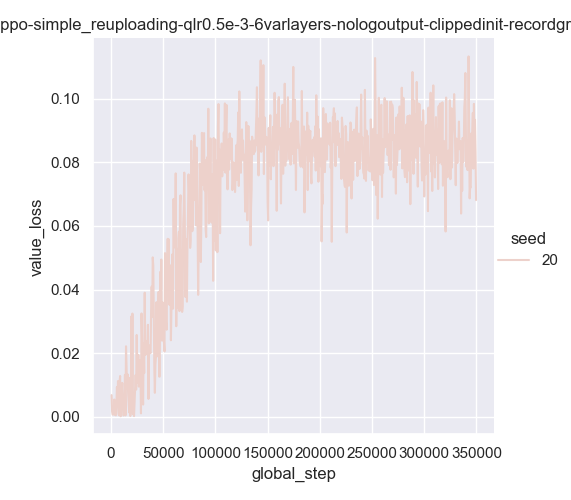 ppo-simple_reuploading-qlr0.5e-3-6varlayers-nologoutput-clippedinit-recordgr
0.10
0.08
0.06
0.04
0.02
0.00
value_loss
0 50000 100000 150000 200000 250000 300000 350000
global_step
seed
20